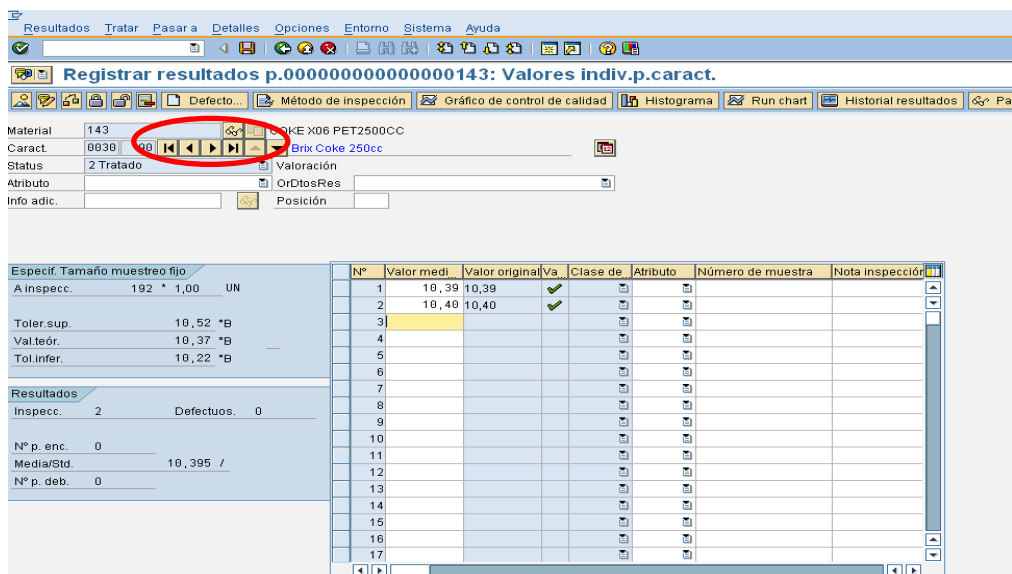 Resultados Tratar Pasar a Detalles Opciones Entorno Sistema Ayuda
Registrar resultados p.000000000000000143: Valores indiv.p.caract.
Defecto... Método de inspección Gráfico de control de calidad Histograma Run chart Historial resultados Pa
Material 143 COKE X06 PET2500CC
Caract. 0030 Brix Coke 250cc
Status 2 Tratado Valoración
Atributo OrDtosRes
Info adic. Posición
Especif. Tamaño muestreo fijo
A inspecc. 192 * 1,00 UN
Toler.sup. 10,52 °B
Val.teór. 10,37 °B
Tol.infer. 10,22 °B
Resultados
Inspecc. 2 Defectuos. 0
Nº p. enc. 0
Media/Std. 10,395 /
Nº p. deb. 0
Nº Valor medi... Valor original Va... Clase de... Atributo Número de muestra Nota inspección
1 10,39 10,39
2 10,40 10,40
3
4
5
6
7
8
9
10
11
12
13
14
15
16
17